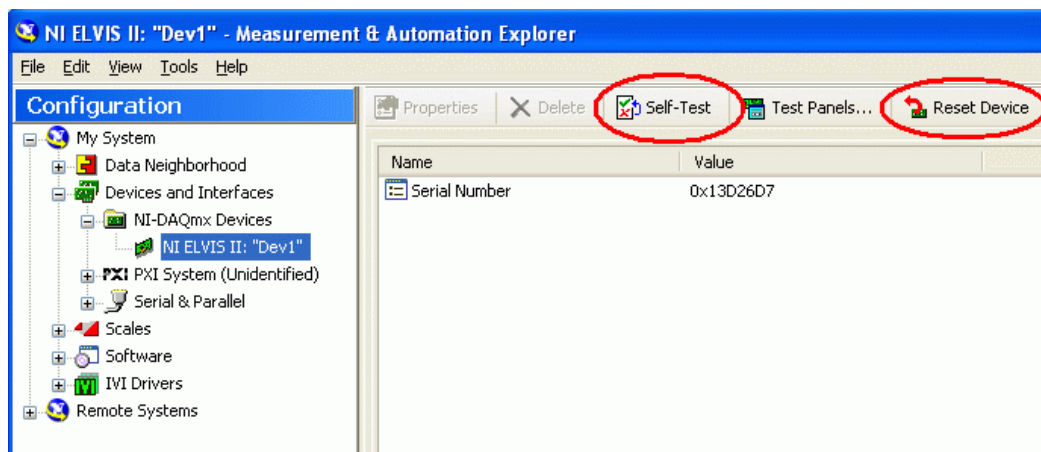 NI ELVIS II: "Dev1" - Measurement & Automation Explorer
File Edit View Tools Help
Configuration
My System
Data Neighborhood
Devices and Interfaces
NI-DAQmx Devices
NI ELVIS II: "Dev1"
PXI PXI System (Unidentified)
Serial & Parallel
Scales
Software
IVI Drivers
Remote Systems
Properties Delete Self-Test Test Panels... Reset Device
Name Value
Serial Number 0x13D26D7